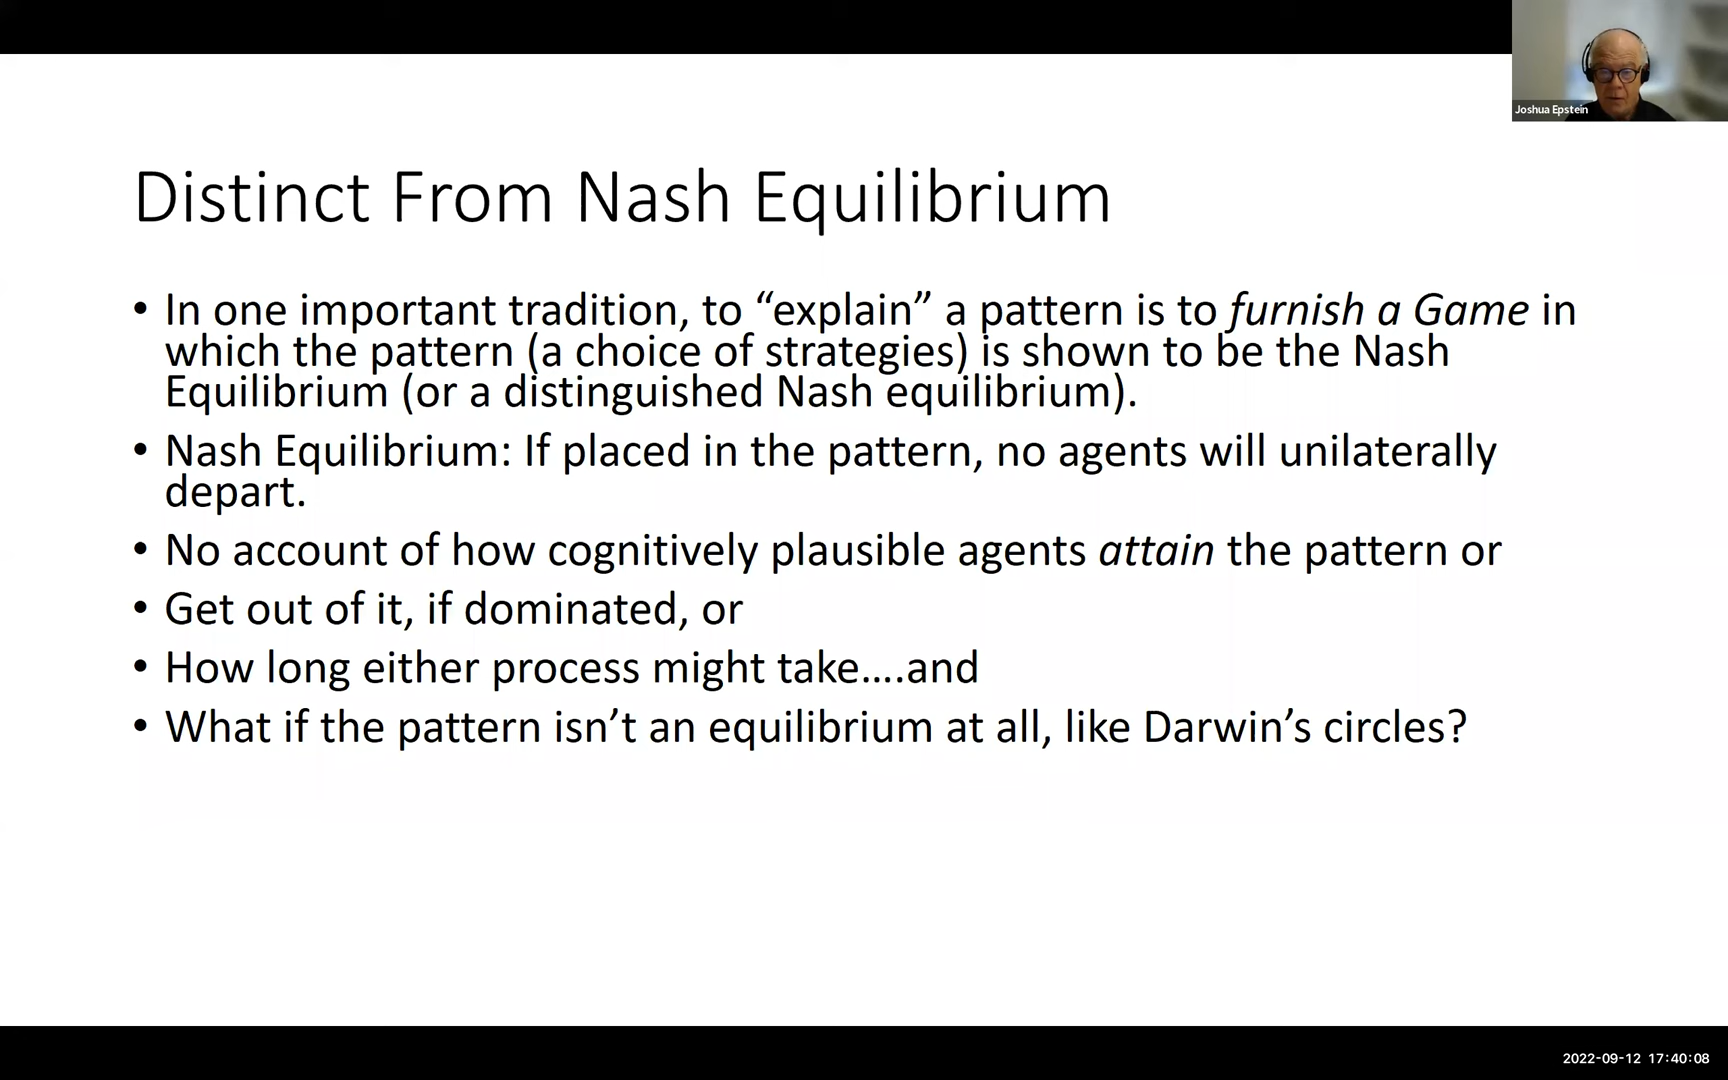 Joshua Epstein
Distinct From Nash Equilibrium
• In one important tradition, to “explain” a pattern is to furnish a Game in
which the pattern (a choice of strategies) is shown to be the Nash
Equilibrium (or a distinguished Nash equilibrium).
• Nash Equilibrium: If placed in the pattern, no agents will unilaterally
depart.
• No account of how cognitively plausible agents attain the pattern or
• Get out of it, if dominated, or
• How long either process might take….and
• What if the pattern isn’t an equilibrium at all, like Darwin’s circles?
2022-09-12 17:40:08